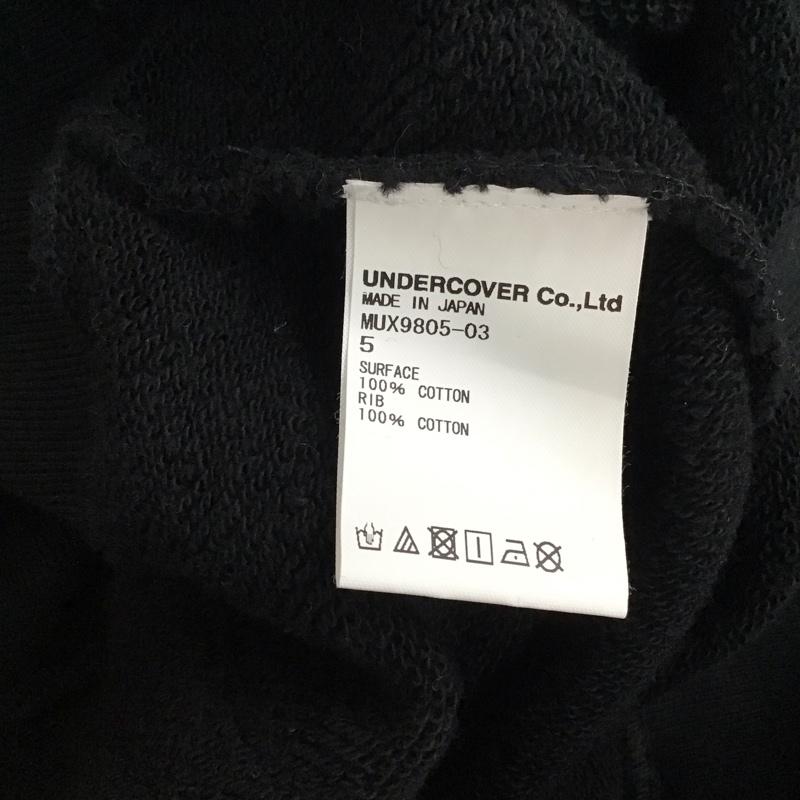 UNDERCOVER Co.,Ltd
MADE IN JAPAN
MUX9805-03
5
SURFACE
100% COTTON
RIB
100% COTTON